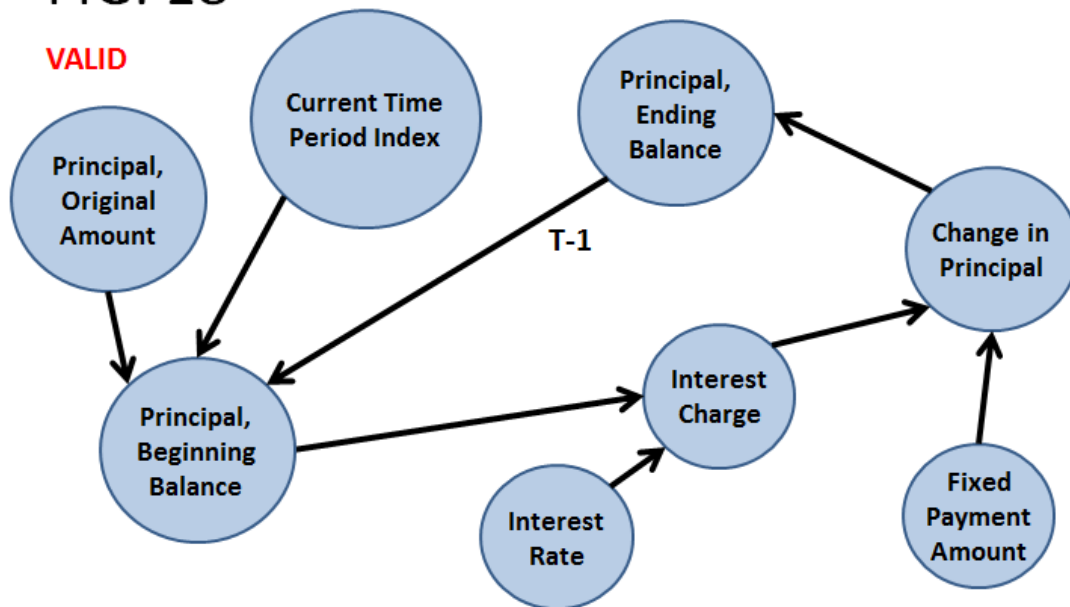 VALID
Principal,
Original
Amount
Current Time
Period Index
Principal,
Ending
Balance
T-1
Change in
Principal
Principal,
Beginning
Balance
Interest
Charge
Interest
Rate
Fixed
Payment
Amount